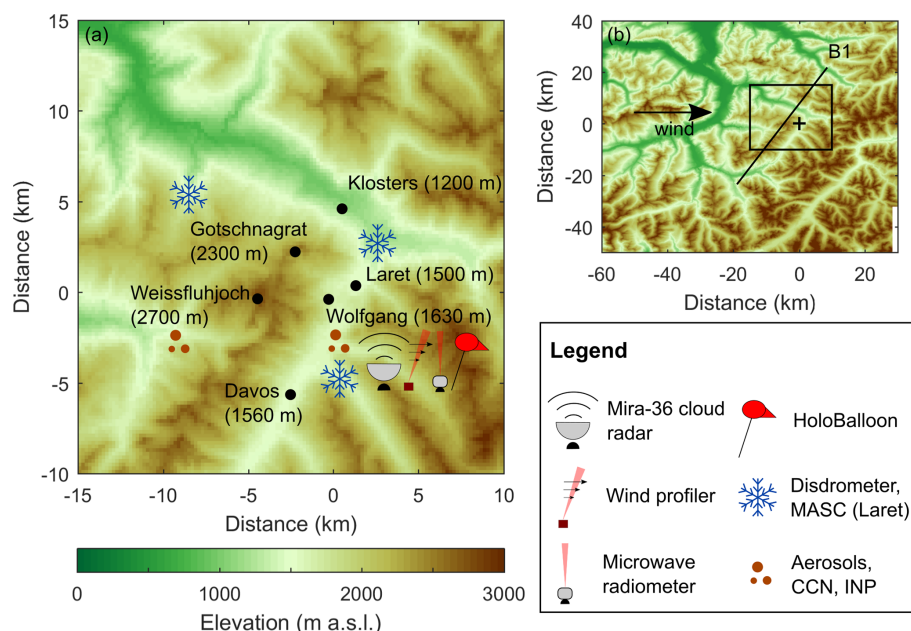 (a)
15
10
5
0
-5
-10
Distance (km)
-15
-10
-5
0
5
10
Distance (km)
Klosters (1200 m)
Gotschnagrat
(2300 m)
Laret (1500 m)
Weissfluhjoch
(2700 m)
Wolfgang (1630 m)
Davos
(1560 m)
0
1000
2000
3000
Elevation (m a.s.l.)
(b)
B1
wind
40
20
0
-20
-40
Distance (km)
-60
-40
-20
0
20
Distance (km)
Legend
Mira-36 cloud
radar
HoloBalloon
Wind profiler
Disdrometer,
MASC (Laret)
Microwave
radiometer
Aerosols,
CCN, INP